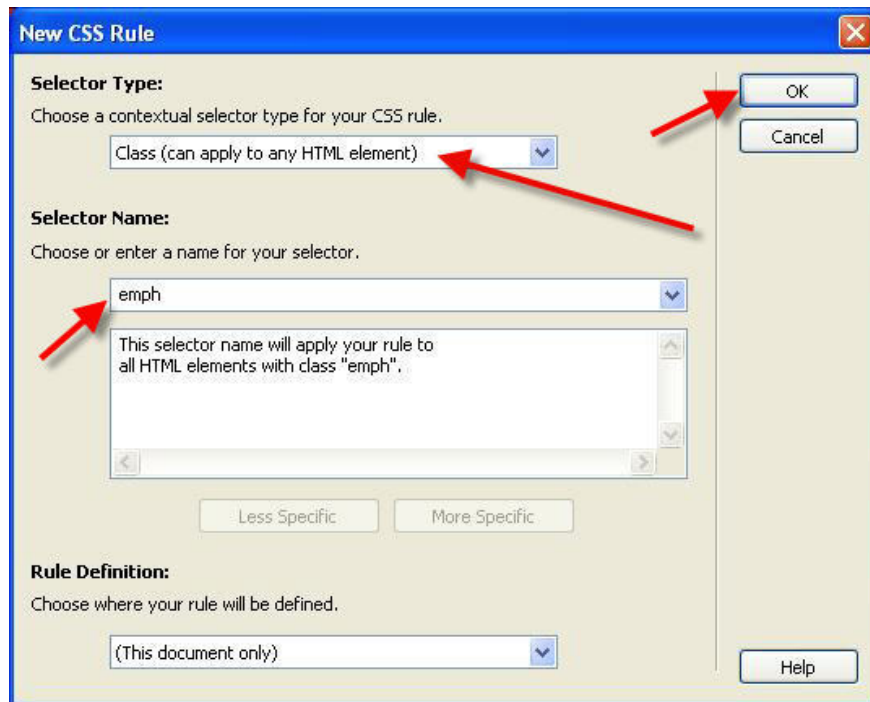 New CSS Rule
Selector Type:
Choose a contextual selector type for your CSS rule.
Class (can apply to any HTML element)
OK
Cancel
Selector Name:
Choose or enter a name for your selector.
emph
This selector name will apply your rule to
all HTML elements with class "emph".
Less Specific
More Specific
Rule Definition:
Choose where your rule will be defined.
(This document only)
Help